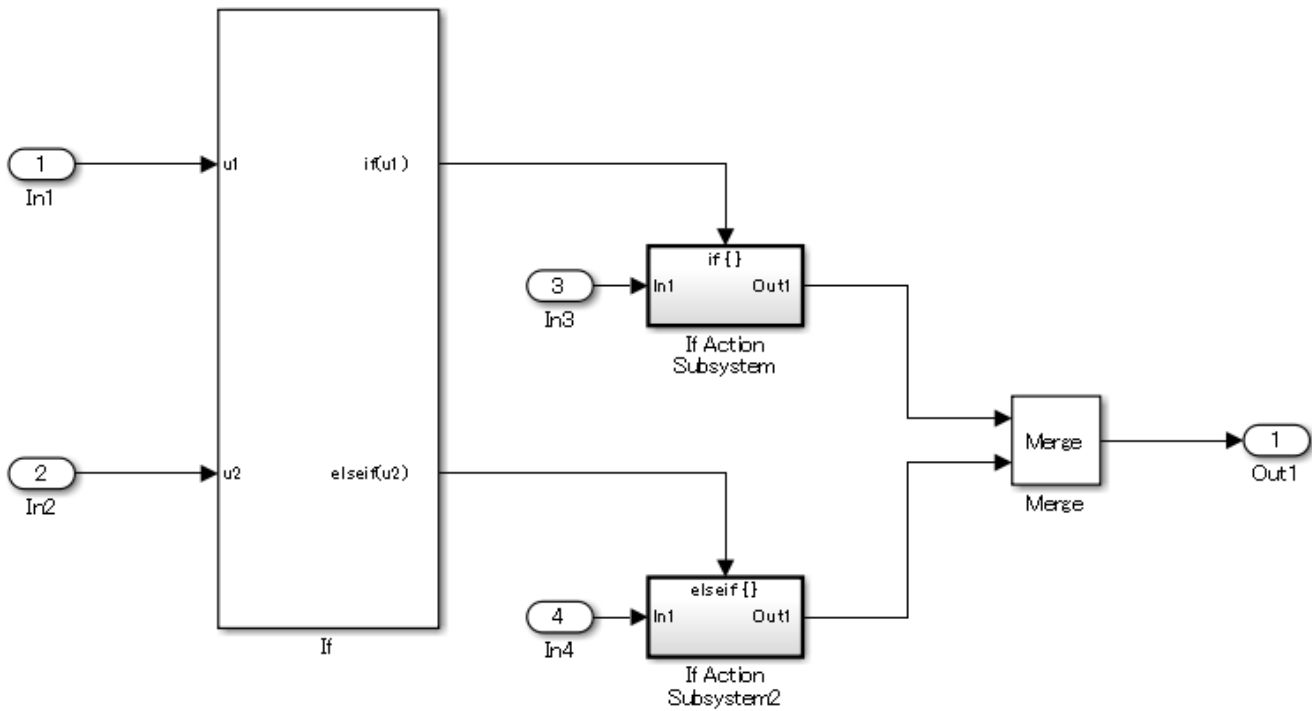 1
In1
u1
if(u1 )
2
In2
u2
elseif(u2)
If
3
In3
if { }
In1
Out1
If Action
Subsystem
4
In4
elseif { }
In1
Out1
If Action
Subsystem2
Merge
Merge
1
Out1